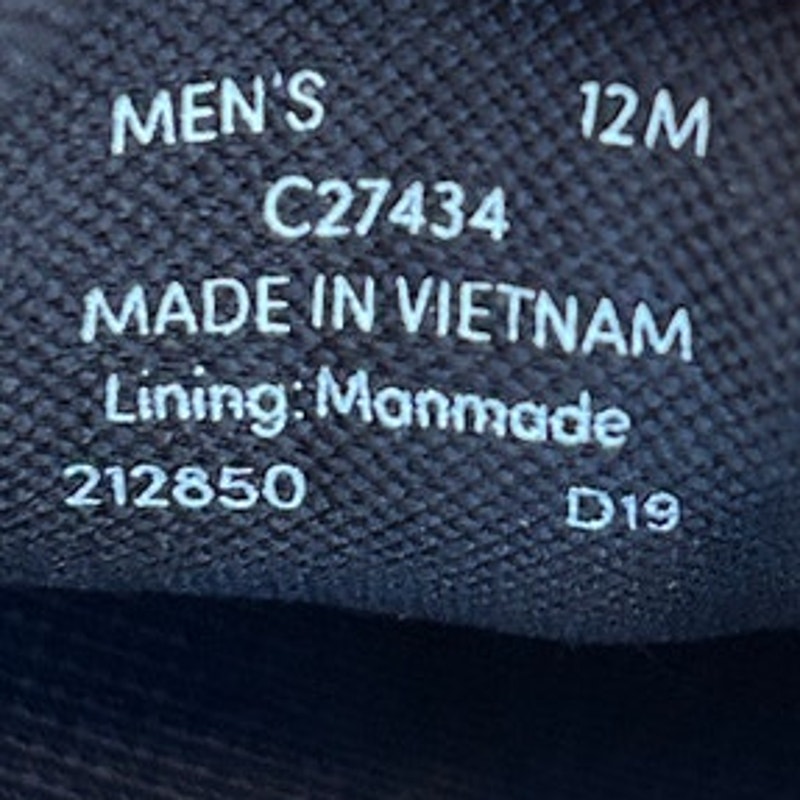 MEN'S 12M
C27434
MADE IN VIETNAM
Lining: Manmade
212850 D19